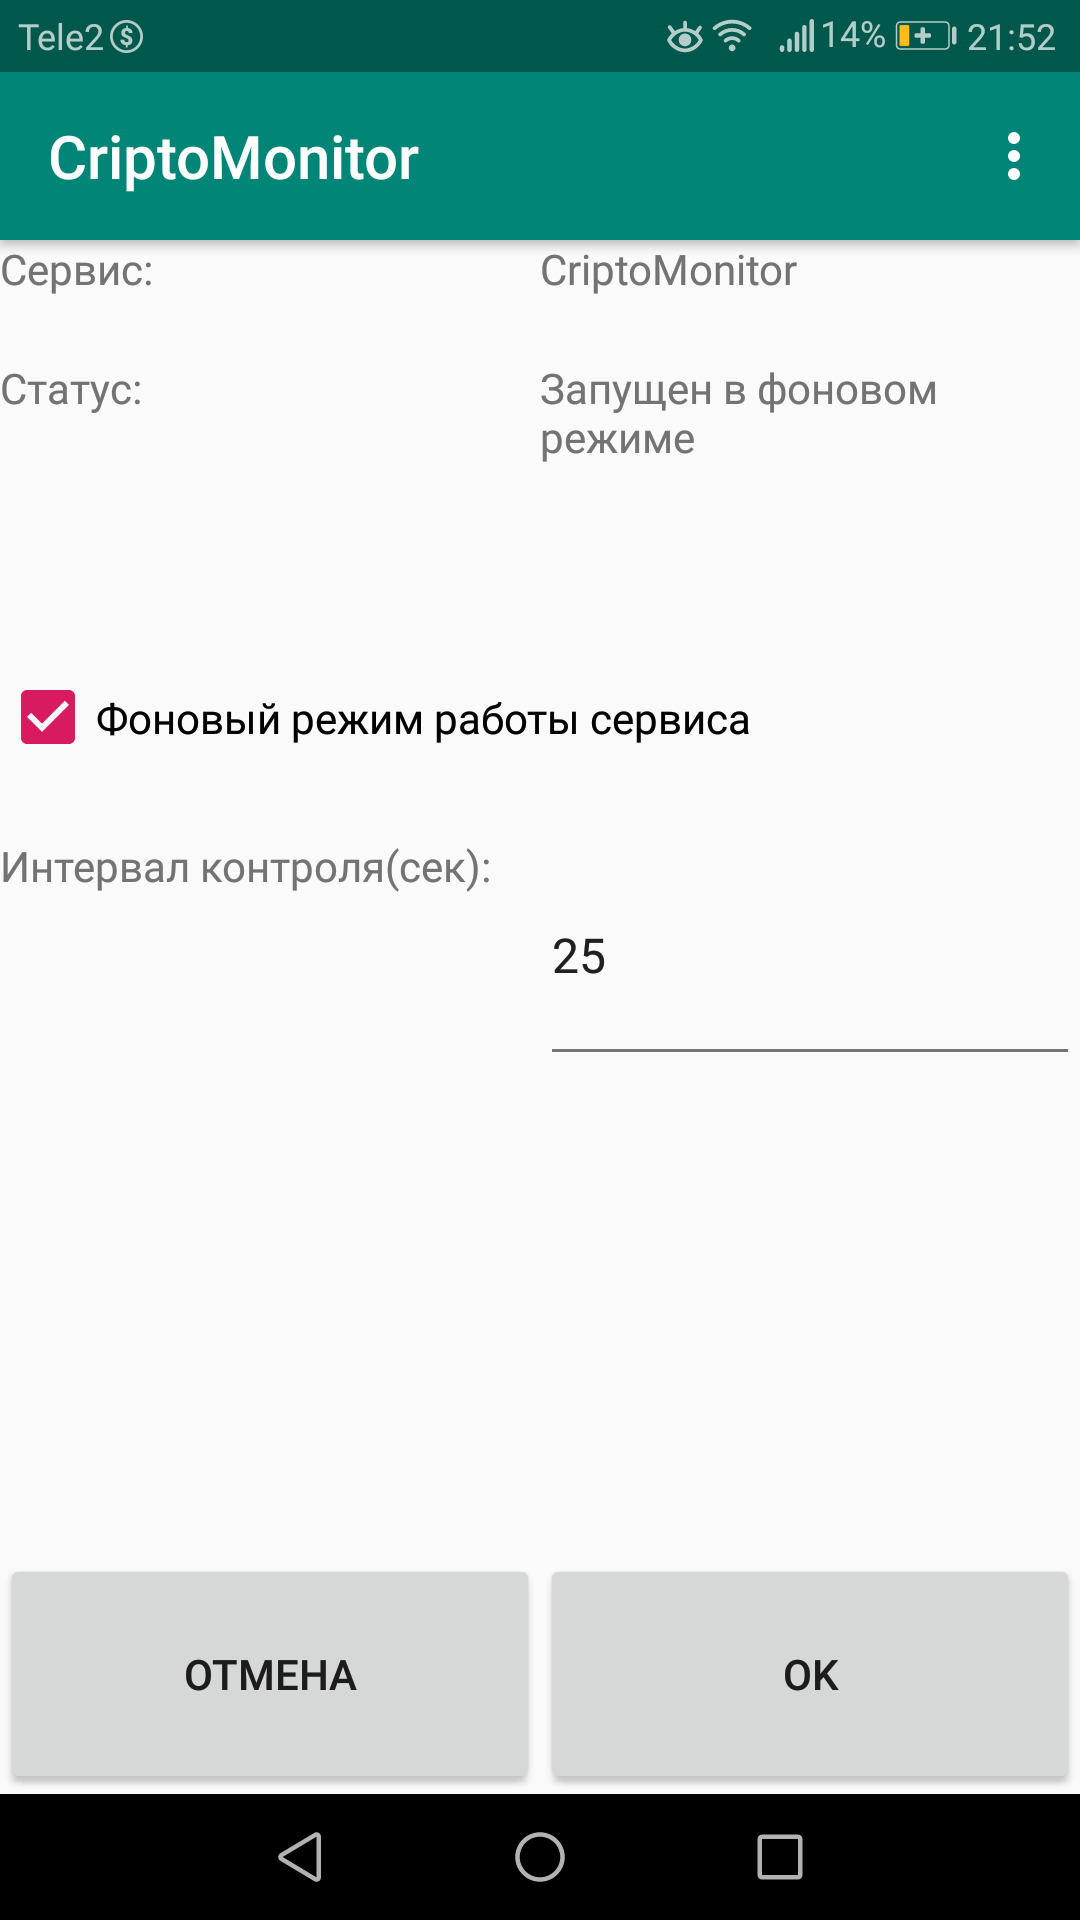 Tele2 14% 21:52
CriptoMonitor
Сервис: CriptoMonitor
Статус: Запущен в фоновом
режиме
Фоновый режим работы сервиса
Интервал контроля(сек):
25
ОТМЕНА OK